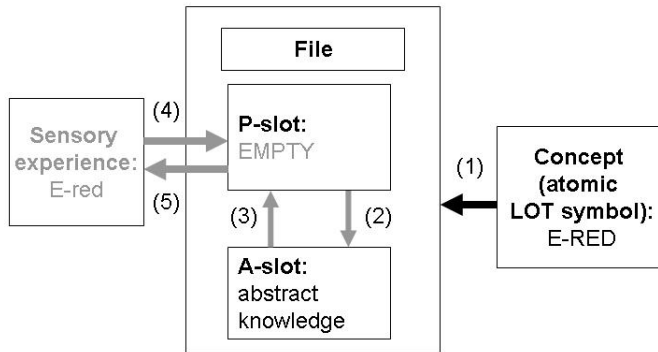 File
(4)
Sensory
experience:
E-red
(5)
P-slot:
EMPTY
(3)
(2)
A-slot:
abstract
knowledge
(1)
Concept
(atomic
LOT symbol):
E-RED